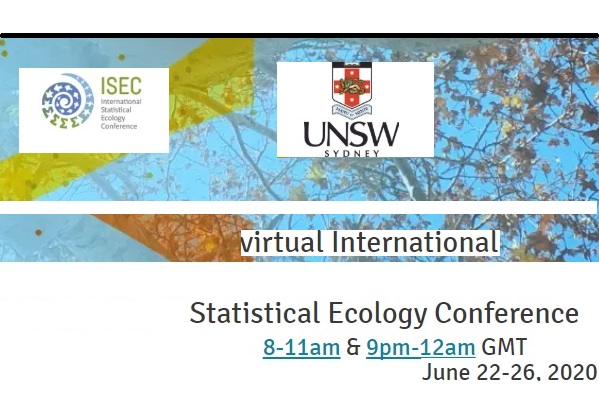 ISEC
International
Statistical
Ecology
Conference
UNSW
SYDNEY
virtual International
Statistical Ecology Conference
8-11am & 9pm-12am GMT
June 22-26, 2020